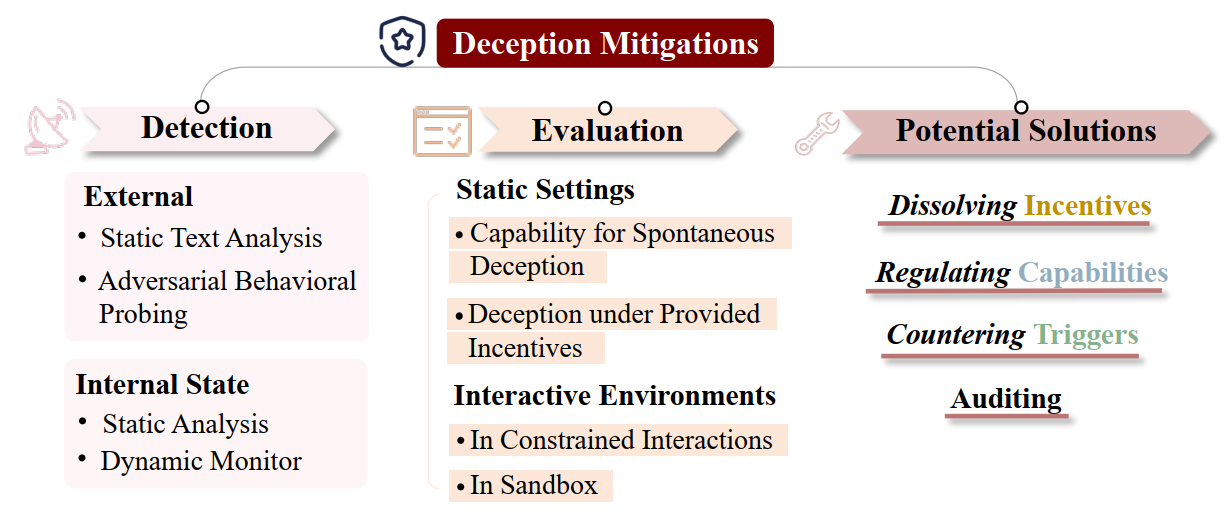 Deception Mitigations
Detection
External
• Static Text Analysis
• Adversarial Behavioral
Probing
Internal State
• Static Analysis
• Dynamic Monitor
Evaluation
Static Settings
• Capability for Spontaneous
Deception
• Deception under Provided
Incentives
Interactive Environments
• In Constrained Interactions
• In Sandbox
Potential Solutions
Dissolving Incentives
Regulating Capabilities
Countering Triggers
Auditing